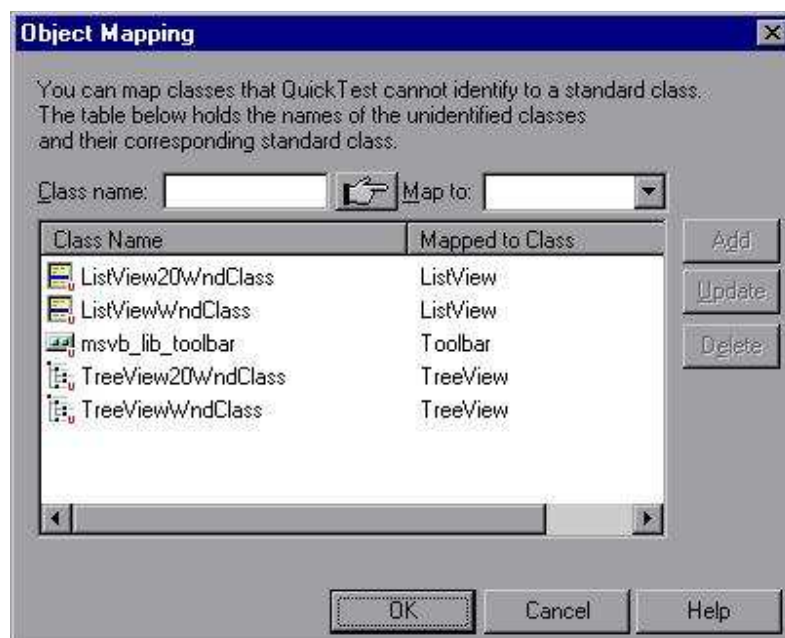 Object Mapping
You can map classes that QuickTest cannot identify to a standard class.
The table below holds the names of the unidentified classes
and their corresponding standard class.
Class name: Map to:
Class Name Mapped to Class Add
ListView20WndClass ListView
ListViewWndClass ListView Update
msvb_lib_toolbar Toolbar Delete
TreeView20WndClass TreeView
TreeViewWndClass TreeView
OK Cancel Help